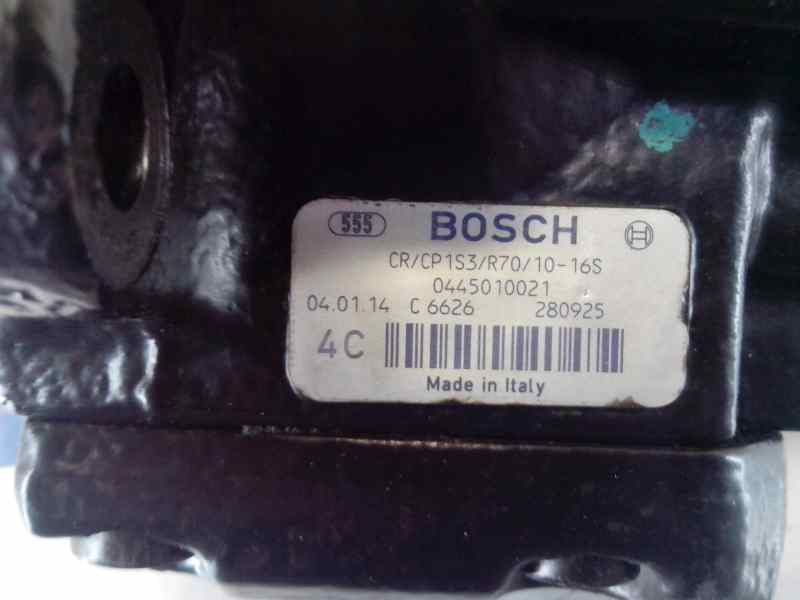 555 BOSCH
CR/CP1S3/R70/10-16S
0445010021
04.01.14 C 6626 280925
4C
Made in Italy